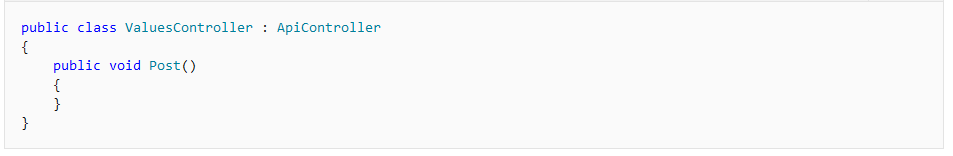 public class ValuesController : ApiController
{
    public void Post()
    {
    }
}